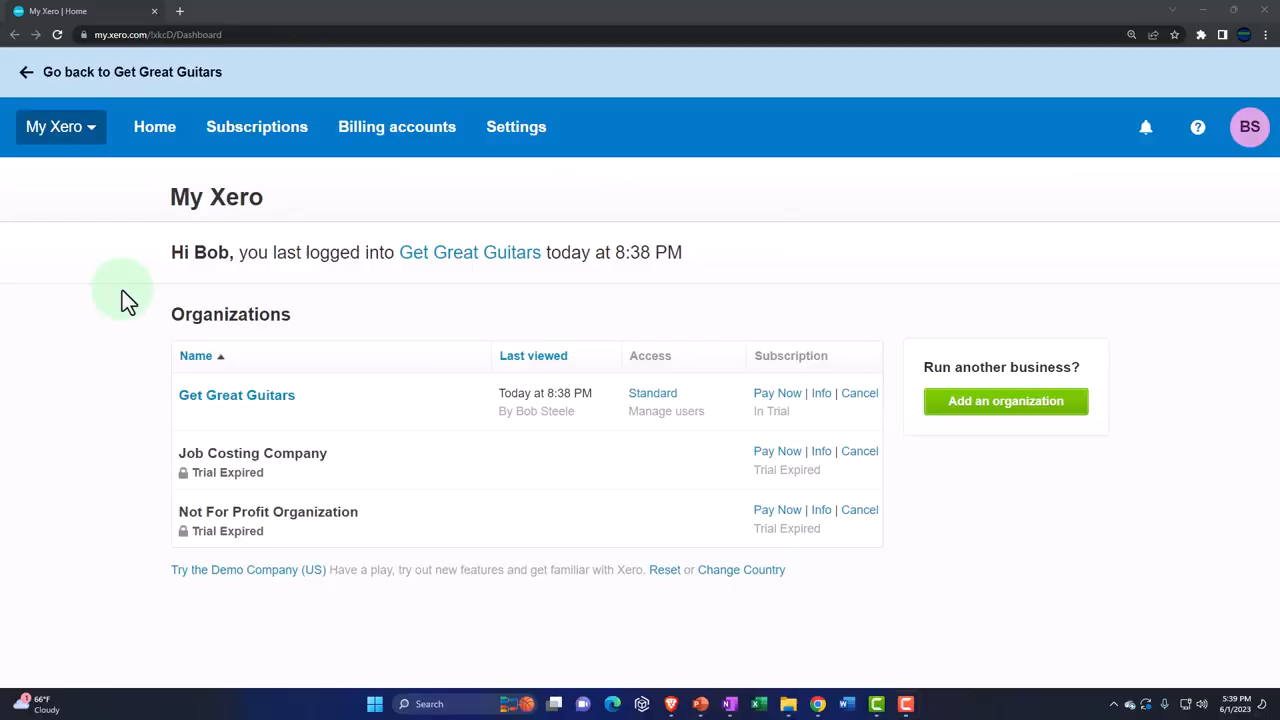 My Xero | Home
my.xero.com/!xkcD/Dashboard
Go back to Get Great Guitars
My Xero Home Subscriptions Billing accounts Settings BS
My Xero
Hi Bob, you last logged into Get Great Guitars today at 8:38 PM
Organizations
Name Last viewed Access Subscription
Get Great Guitars Today at 8:38 PM Standard Pay Now | Info | Cancel
By Bob Steele Manage users In Trial
Job Costing Company Pay Now | Info | Cancel
Trial Expired Trial Expired
Not For Profit Organization Pay Now | Info | Cancel
Trial Expired Trial Expired
Run another business?
Add an organization
Try the Demo Company (US) Have a play, try out new features and get familiar with Xero. Reset or Change Country
1 66°F
Cloudy
Search
5:39 PM
6/1/2023